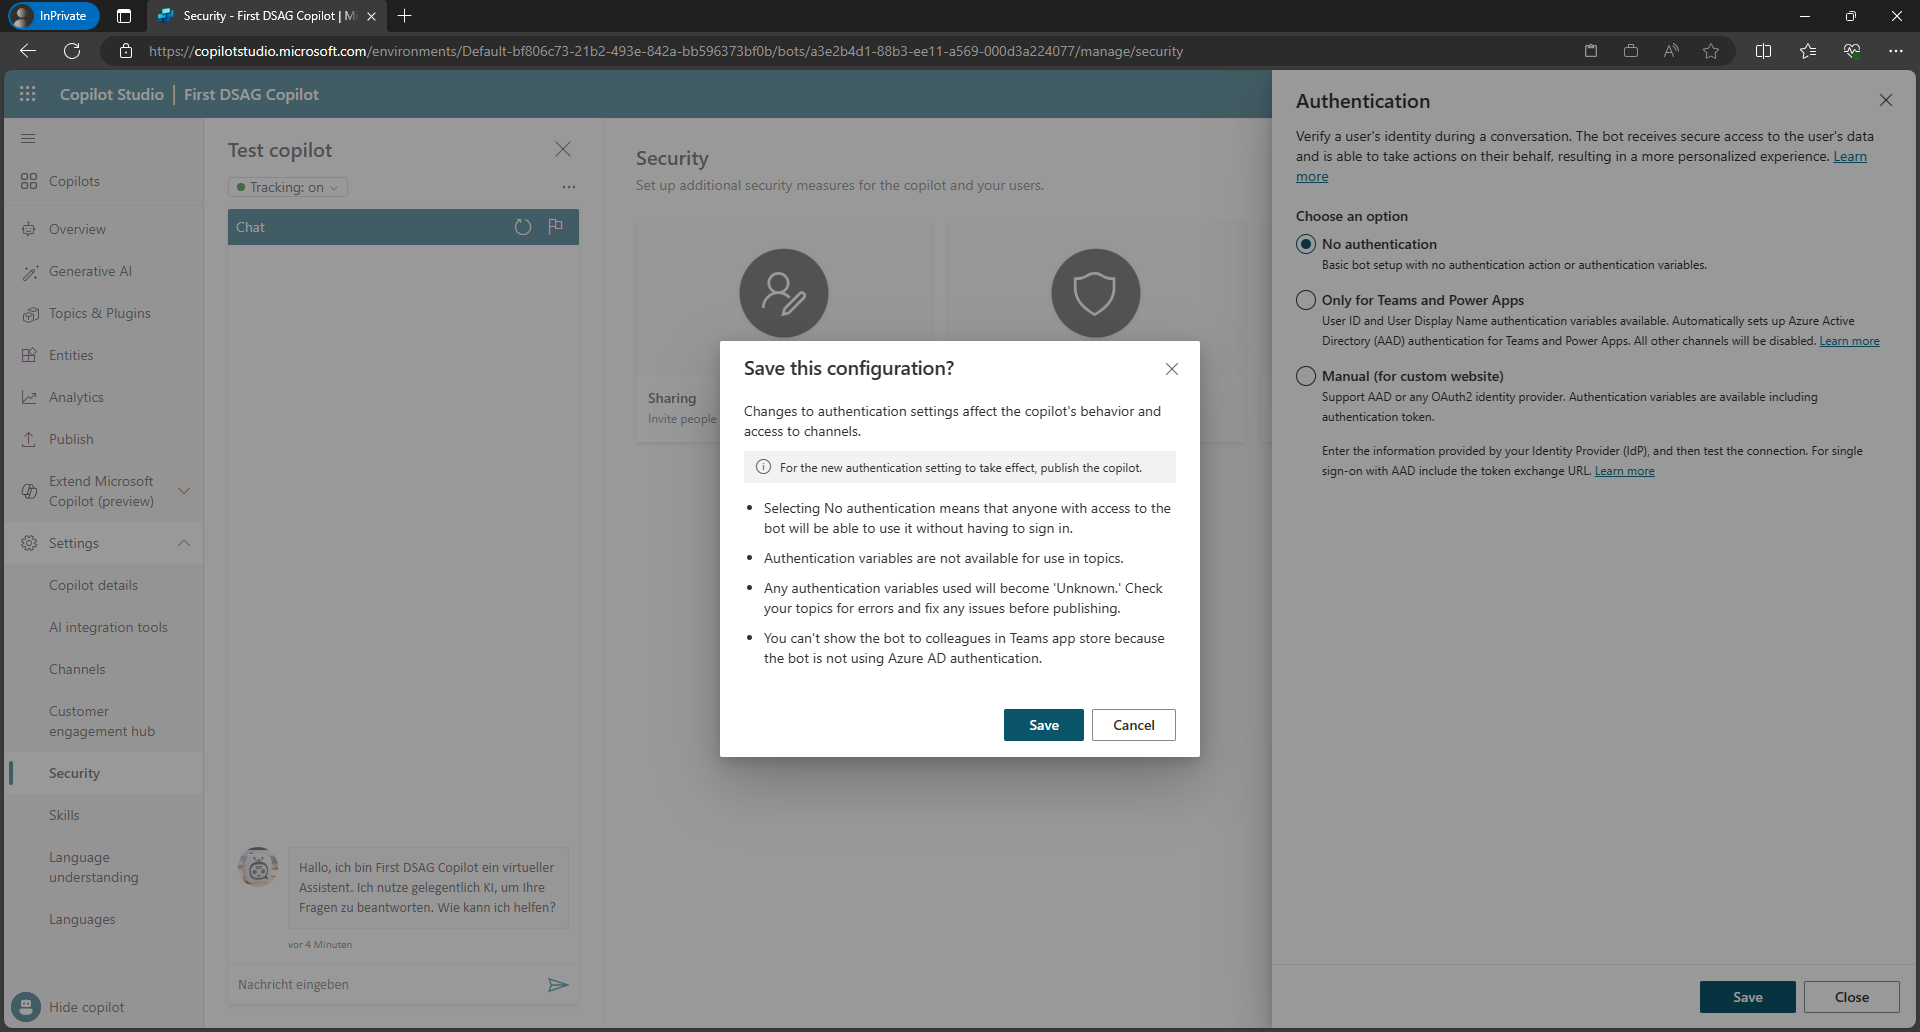 InPrivate
Security - First DSAG Copilot | Mi
https://copilotstudio.microsoft.com/environments/Default-bf806c73-21b2-493e-842a-bb596373bf0b/bots/a3e2b4d1-88b3-ee11-a569-000d3a224077/manage/security
Copilot Studio | First DSAG Copilot
Copilots
Overview
Generative AI
Topics & Plugins
Entities
Analytics
Publish
Extend Microsoft
Copilot (preview)
Settings
Copilot details
AI integration tools
Channels
Customer
engagement hub
Security
Skills
Language
understanding
Languages
Hide copilot
Test copilot
Tracking: on
Chat
Hallo, ich bin First DSAG Copilot ein virtueller
Assistent. Ich nutze gelegentlich KI, um Ihre
Fragen zu beantworten. Wie kann ich helfen?
vor 4 Minuten
Nachricht eingeben
Security
Set up additional security measures for the copilot and your users.
Sharing
Invite people
Save this configuration?
Changes to authentication settings affect the copilot's behavior and
access to channels.
For the new authentication setting to take effect, publish the copilot.
• Selecting No authentication means that anyone with access to the
bot will be able to use it without having to sign in.
• Authentication variables are not available for use in topics.
• Any authentication variables used will become 'Unknown.' Check
your topics for errors and fix any issues before publishing.
• You can't show the bot to colleagues in Teams app store because
the bot is not using Azure AD authentication.
Save
Cancel
Authentication
Verify a user's identity during a conversation. The bot receives secure access to the user's data
and is able to take actions on their behalf, resulting in a more personalized experience. Learn
more
Choose an option
No authentication
Basic bot setup with no authentication action or authentication variables.
Only for Teams and Power Apps
User ID and User Display Name authentication variables available. Automatically sets up Azure Active
Directory (AAD) authentication for Teams and Power Apps. All other channels will be disabled. Learn more
Manual (for custom website)
Support AAD or any OAuth2 identity provider. Authentication variables are available including
authentication token.
Enter the information provided by your Identity Provider (IdP), and then test the connection. For single
sign-on with AAD include the token exchange URL. Learn more
Save
Close